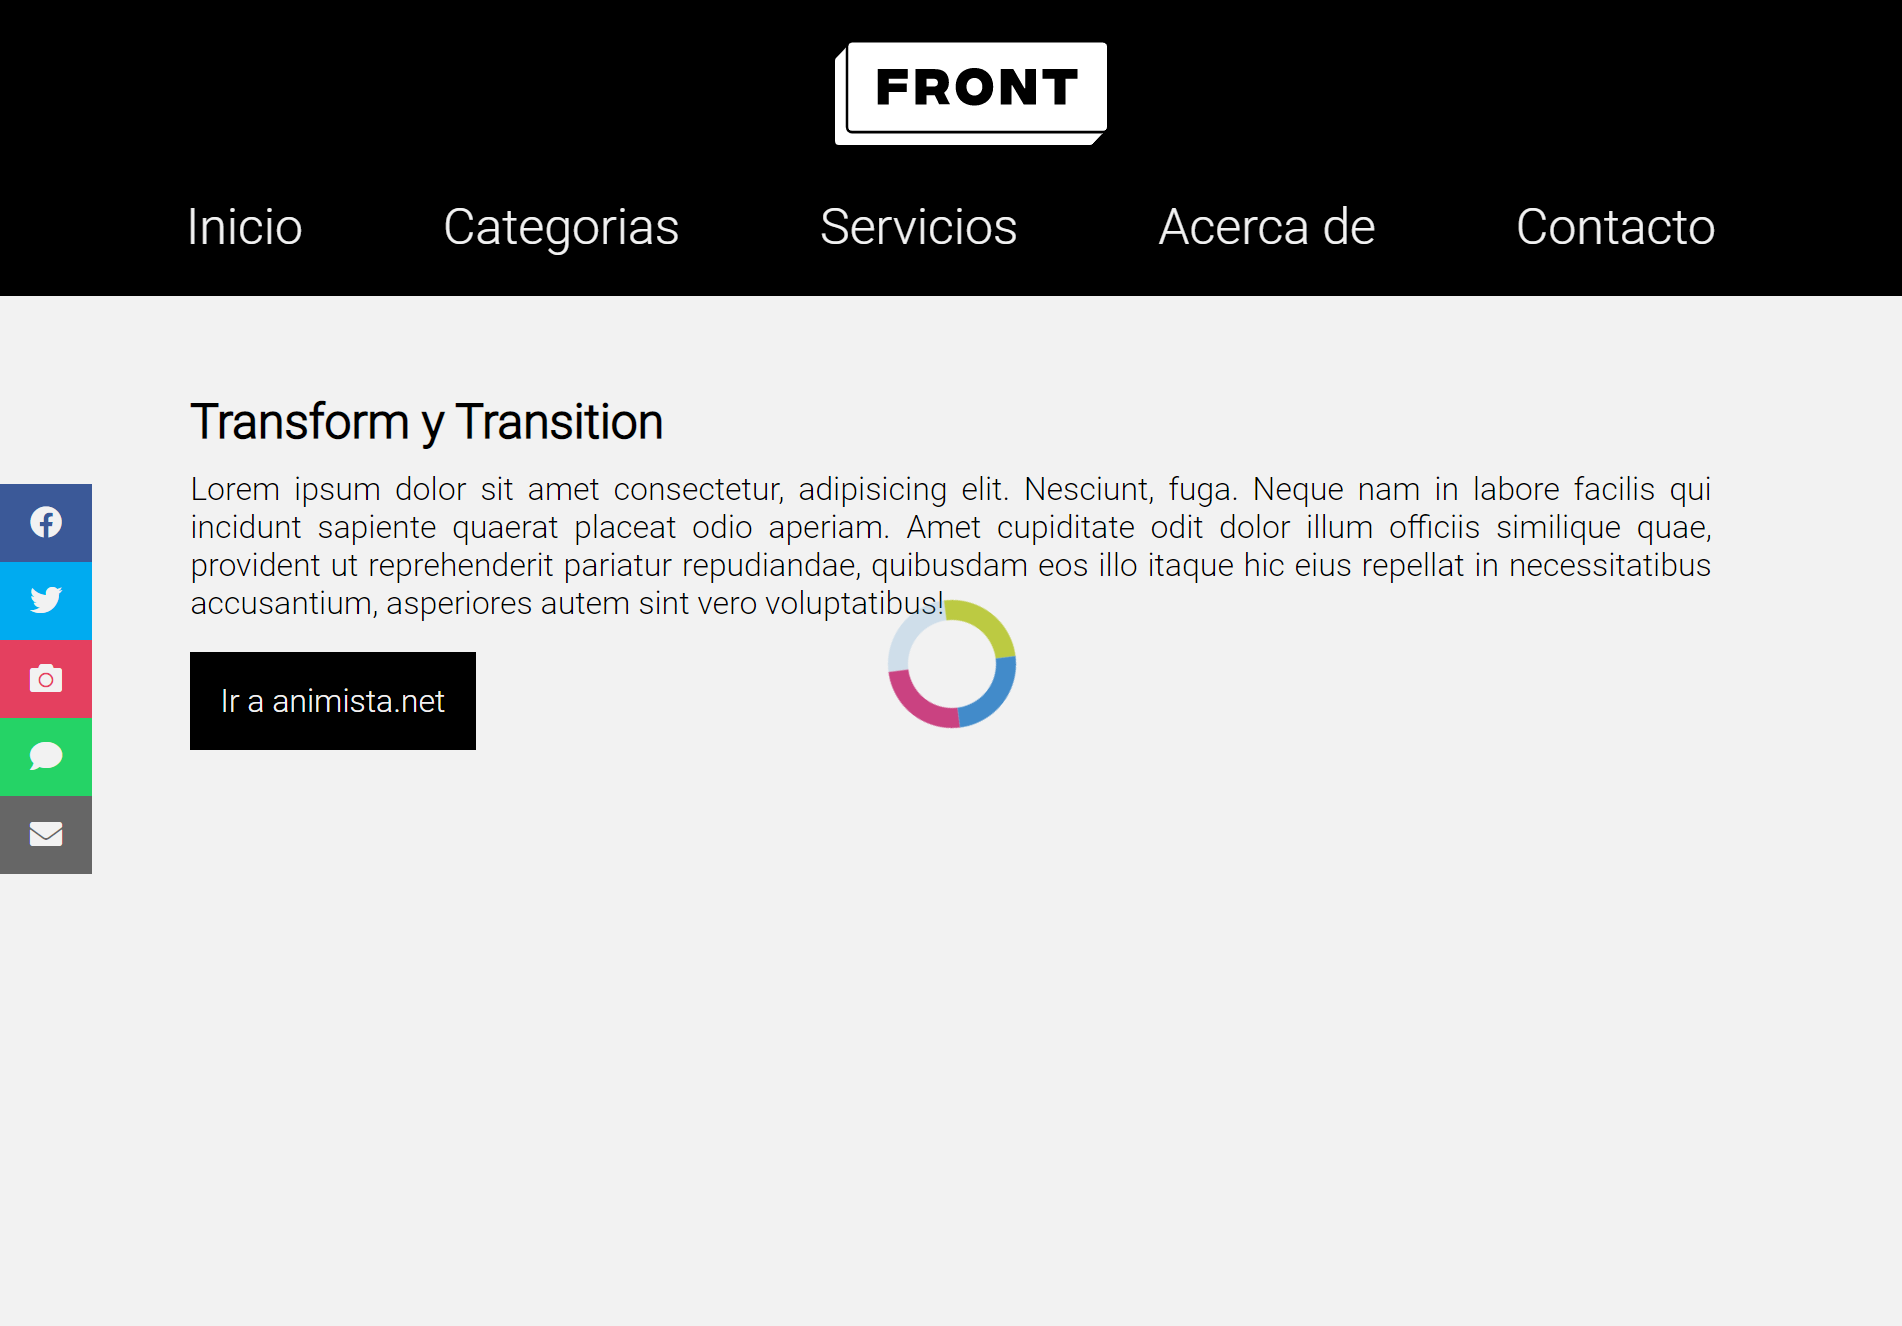 FRONT
Inicio Categorias Servicios Acerca de Contacto
Transform y Transition
Lorem ipsum dolor sit amet consectetur, adipisicing elit. Nesciunt, fuga. Neque nam in labore facilis qui
incidunt sapiente quaerat placeat odio aperiam. Amet cupiditate odit dolor illum officiis similique quae,
provident ut reprehenderit pariatur repudiandae, quibusdam eos illo itaque hic eius repellat in necessitatibus
accusantium, asperiores autem sint vero voluptatibus!
Ir a animista.net